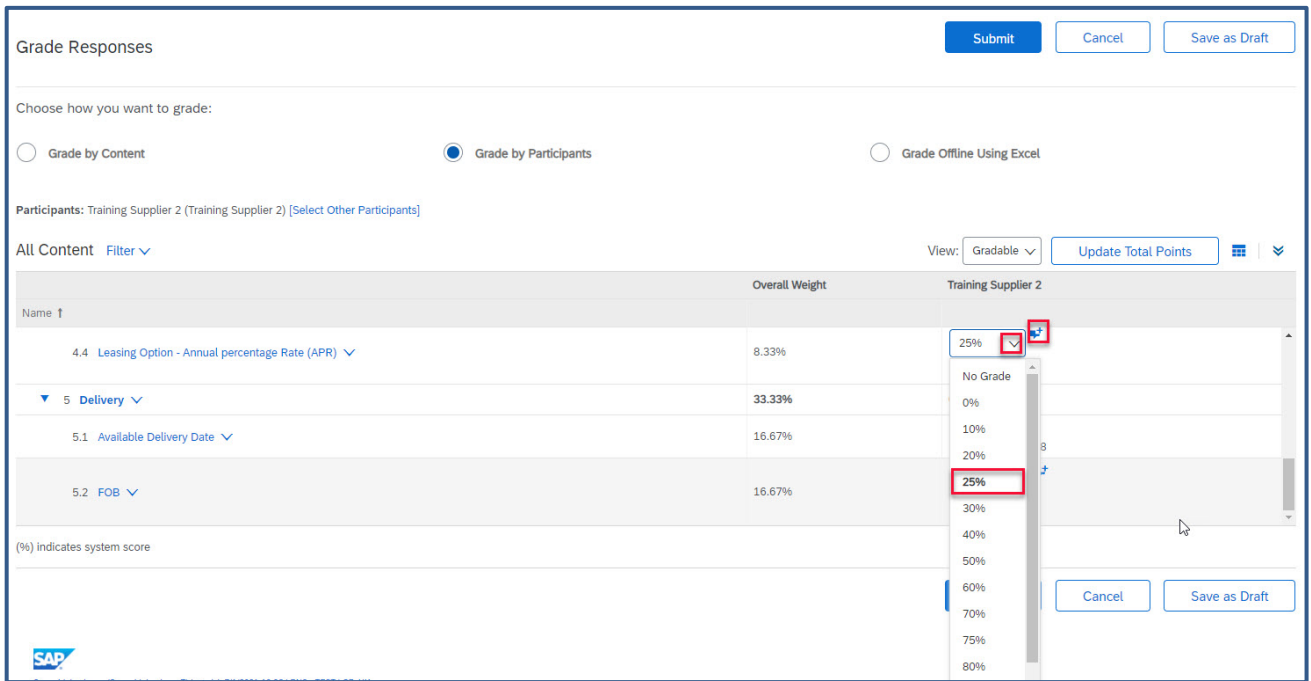 Grade Responses
Submit
Cancel
Save as Draft
Choose how you want to grade:
Grade by Content
Grade by Participants
Grade Offline Using Excel
Participants: Training Supplier 2 (Training Supplier 2) [Select Other Participants]
All Content Filter
View: Gradable
Update Total Points
Overall Weight
Training Supplier 2
Name ↑
4.4 Leasing Option - Annual percentage Rate (APR)
8.33%
25%
No Grade
5 Delivery
33.33%
0%
10%
5.1 Available Delivery Date
16.67%
8
20%
25%
5.2 FOB
16.67%
30%
40%
(%) indicates system score
50%
60%
Cancel
Save as Draft
70%
75%
80%
SAP